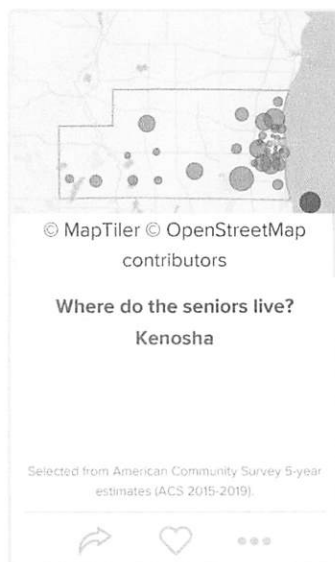 © MapTiler © OpenStreetMap
contributors
Where do the seniors live?
Kenosha
Selected from American Community Survey 5-year
estimates (ACS 2015-2019).